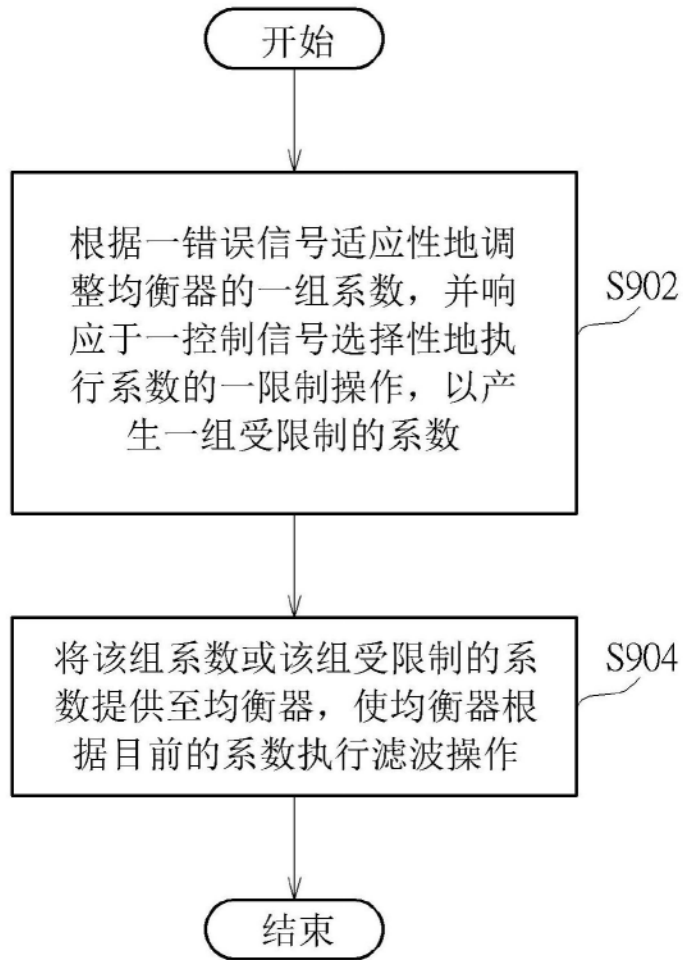 开始
根据一错误信号适应性地调
整均衡器的一组系数，并响
应于一控制信号选择性地执
行系数的一限制操作，以产
生一组受限制的系数
S902
将该组系数或该组受限制的系
数提供至均衡器，使均衡器根
据目前的系数执行滤波操作
S904
结束